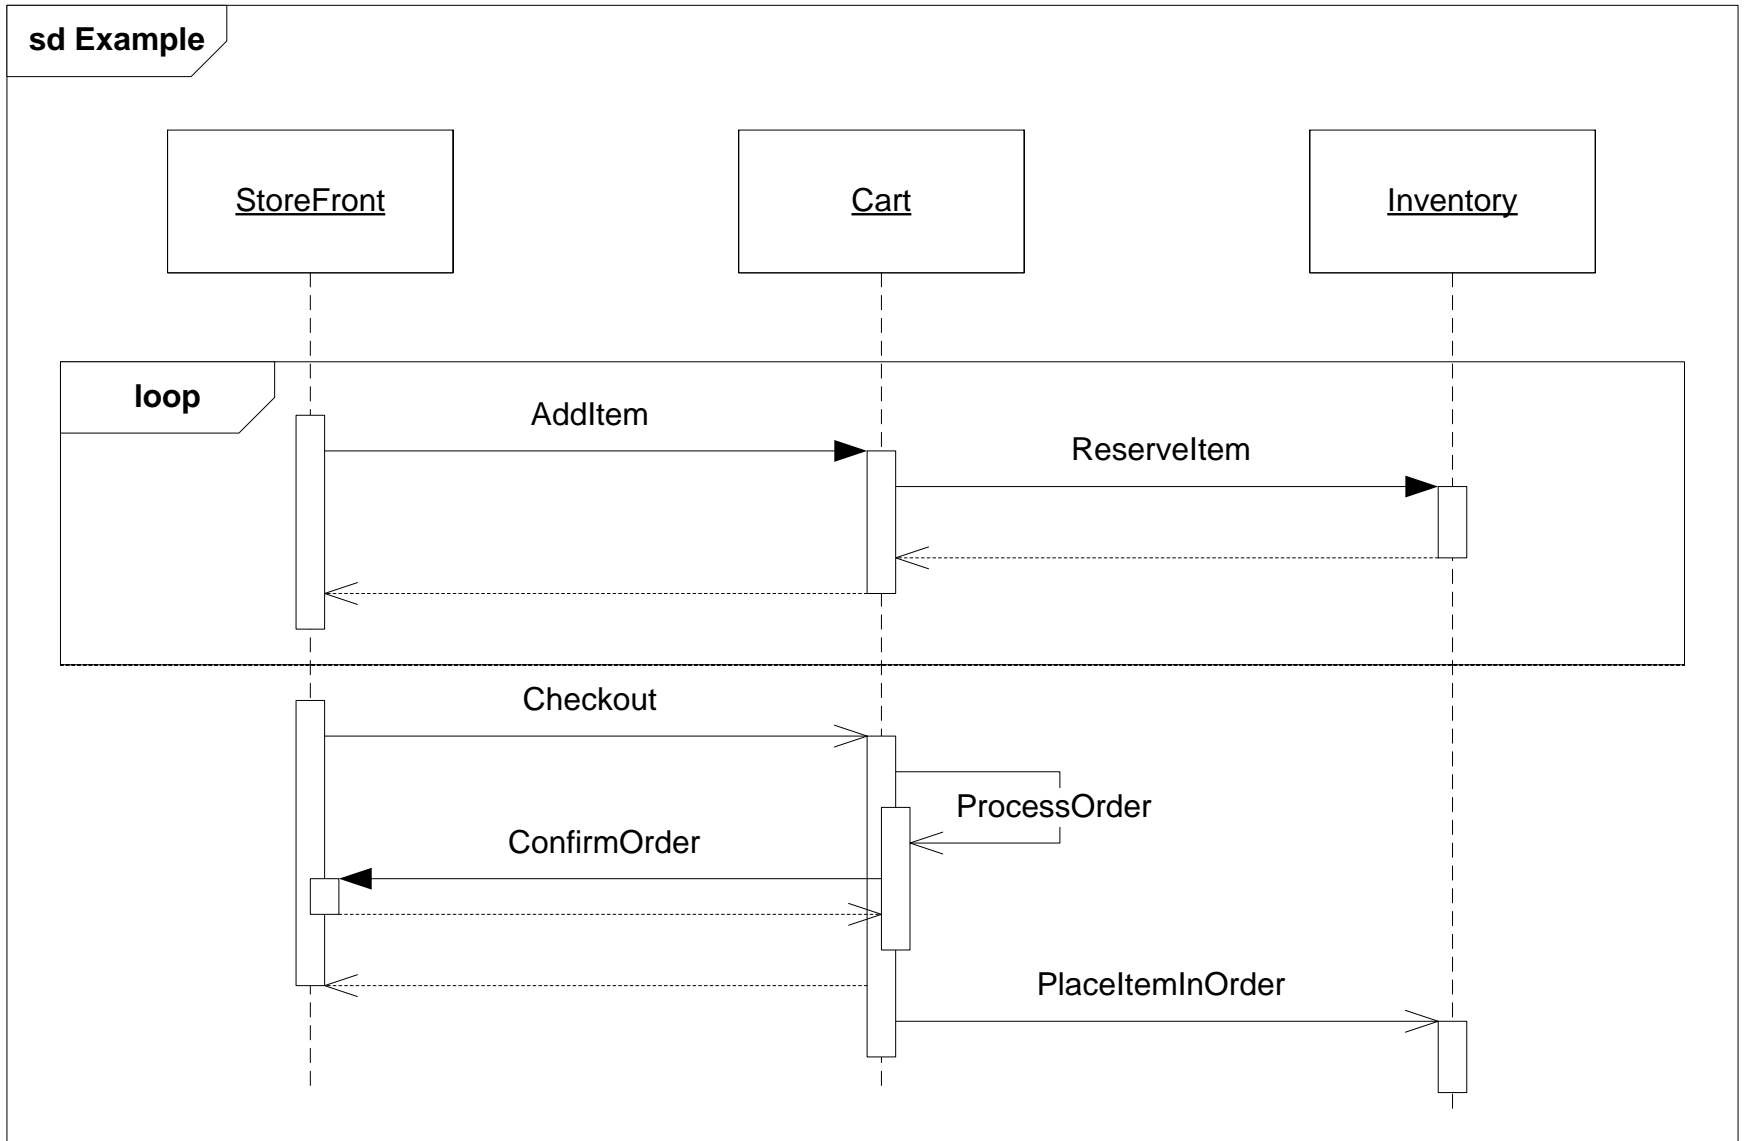 sd Example
StoreFront
Cart
Inventory
loop
AddItem
ReserveItem
Checkout
ProcessOrder
ConfirmOrder
PlaceItemInOrder